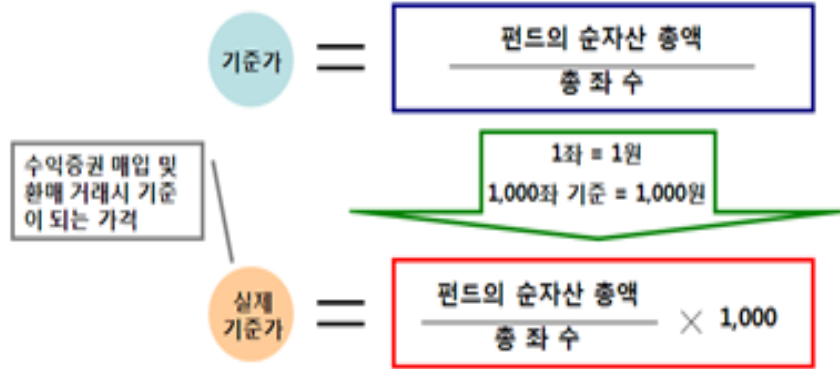 기준가
=
펀드의 순자산 총액
총 좌 수
수익증권 매입 및
환매 거래시 기준
이 되는 가격
1좌 = 1원
1,000좌 기준 = 1,000원
실제
기준가
=
펀드의 순자산 총액
총 좌 수
× 1,000